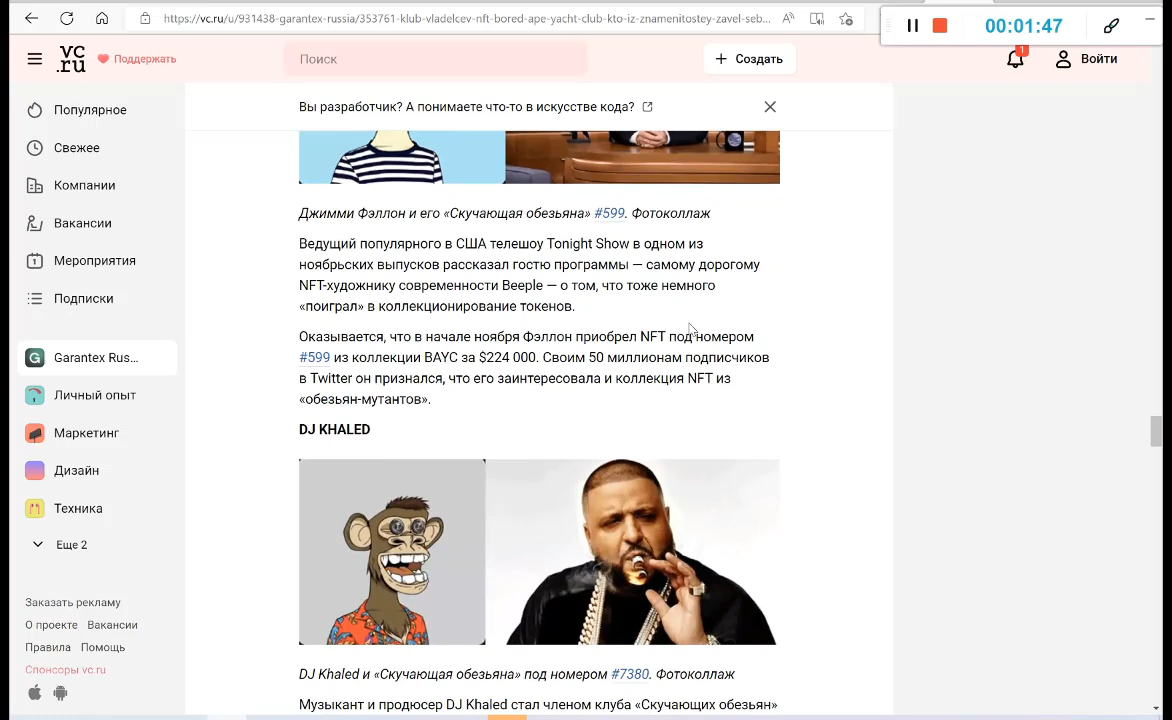 https://vc.ru/u/931438-garantex-russia/353761-klub-vladelcev-nft-bored-ape-yacht-club-kto-iz-znamenitostey-zavel-seb...
00:01:47
vc.ru
Поддержать
Поиск
+ Создать
1
Войти
Популярное
Свежее
Компании
Вакансии
Мероприятия
Подписки
Garantex Rus...
Личный опыт
Маркетинг
Дизайн
Техника
Еще 2
Заказать рекламу
О проекте Вакансии
Правила Помощь
Спонсоры vc.ru
Вы разработчик? А понимаете что-то в искусстве кода?
Джимми Фэллон и его «Скучающая обезьяна» #599. Фотоколлаж
Ведущий популярного в США телешоу Tonight Show в одном из
ноябрьских выпусков рассказал гостю программы — самому дорогому
NFT-художнику современности Beeple — о том, что тоже немного
«поиграл» в коллекционирование токенов.
Оказывается, что в начале ноября Фэллон приобрел NFT под номером
#599 из коллекции BAYC за $224 000. Своим 50 миллионам подписчиков
в Twitter он признался, что его заинтересовала и коллекция NFT из
«обезьян-мутантов».
DJ KHALED
DJ Khaled и «Скучающая обезьяна» под номером #7380. Фотоколлаж
Музыкант и продюсер DJ Khaled стал членом клуба «Скучающих обезьян»